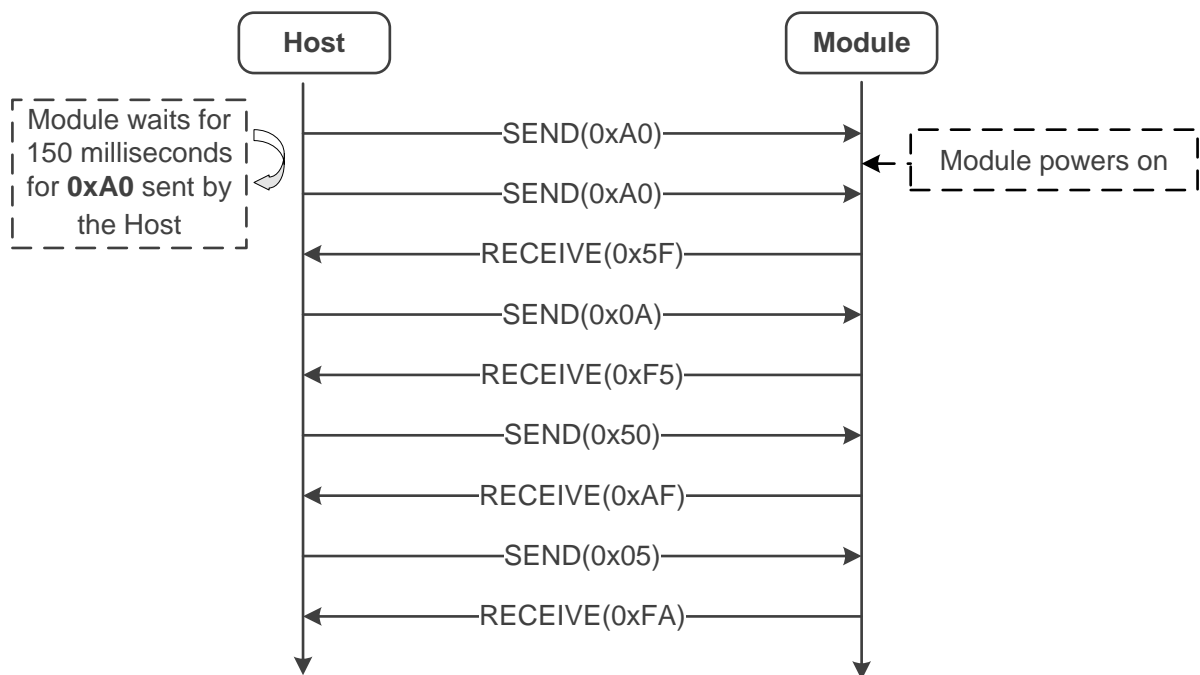 Host
Module
Module waits for
150 milliseconds
for 0xA0 sent by
the Host
SEND(0xA0)
Module powers on
SEND(0xA0)
RECEIVE(0x5F)
SEND(0x0A)
RECEIVE(0xF5)
SEND(0x50)
RECEIVE(0xAF)
SEND(0x05)
RECEIVE(0xFA)